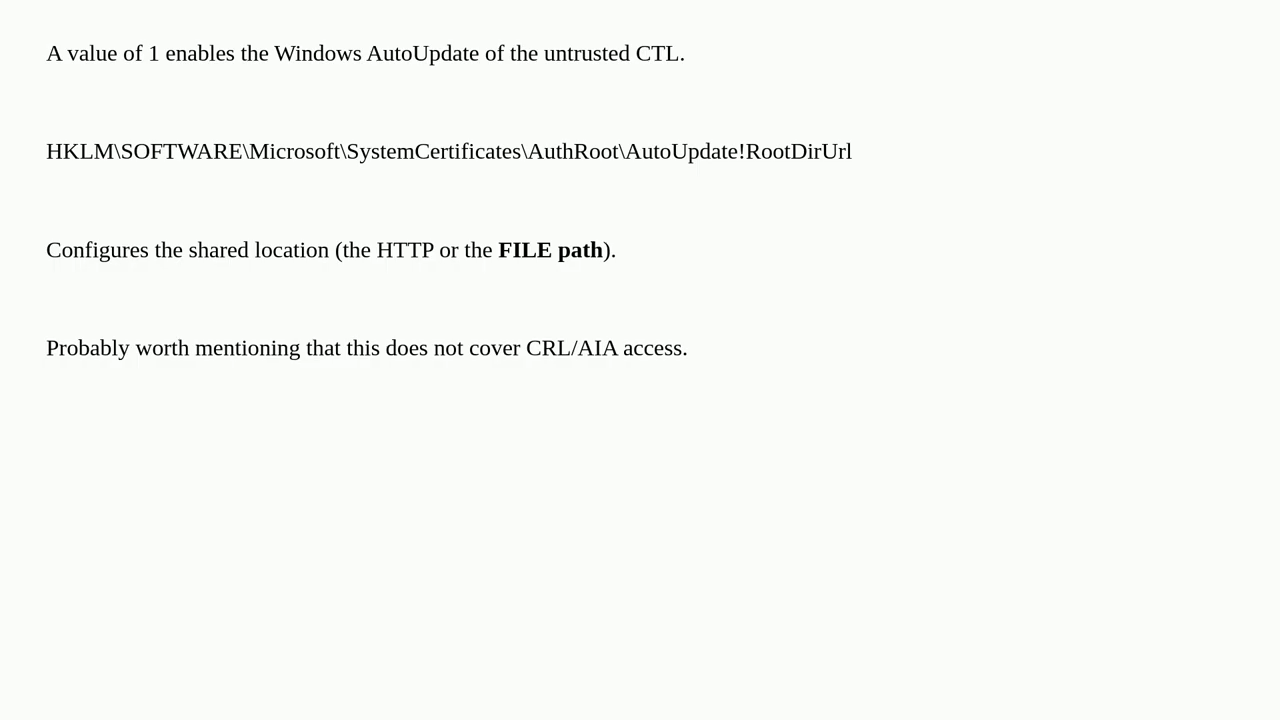 A value of 1 enables the Windows AutoUpdate of the untrusted CTL.
HKLM\SOFTWARE\Microsoft\SystemCertificates\AuthRoot\AutoUpdate!RootDirUrl
Configures the shared location (the HTTP or the FILE path).
Probably worth mentioning that this does not cover CRL/AIA access.